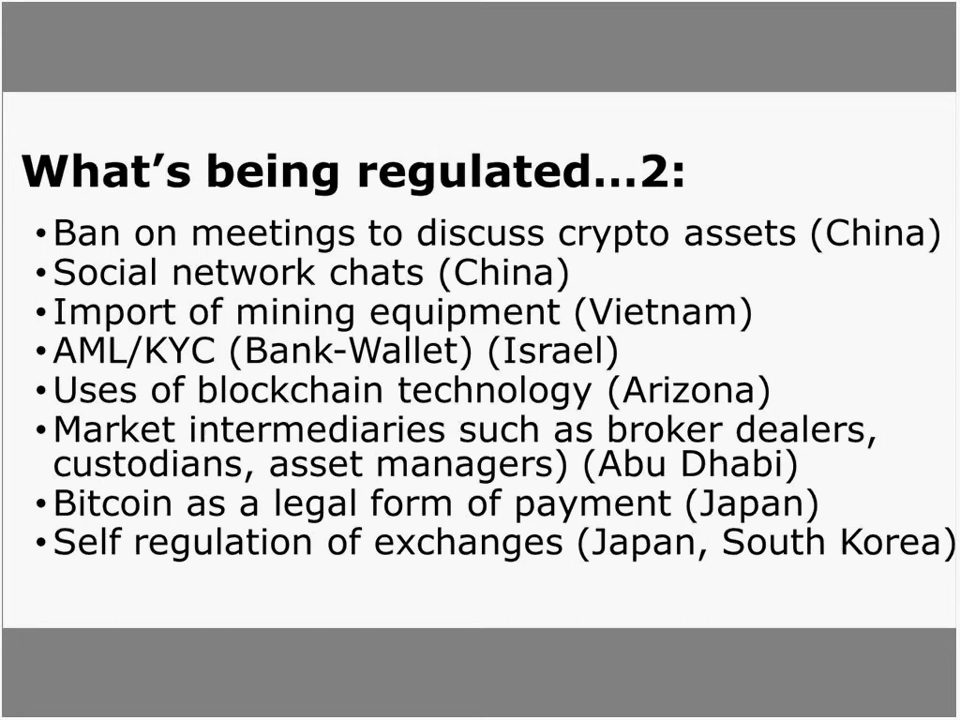 What’s being regulated…2:
•Ban on meetings to discuss crypto assets (China)
•Social network chats (China)
•Import of mining equipment (Vietnam)
•AML/KYC (Bank-Wallet) (Israel)
•Uses of blockchain technology (Arizona)
•Market intermediaries such as broker dealers,
custodians, asset managers) (Abu Dhabi)
•Bitcoin as a legal form of payment (Japan)
•Self regulation of exchanges (Japan, South Korea)